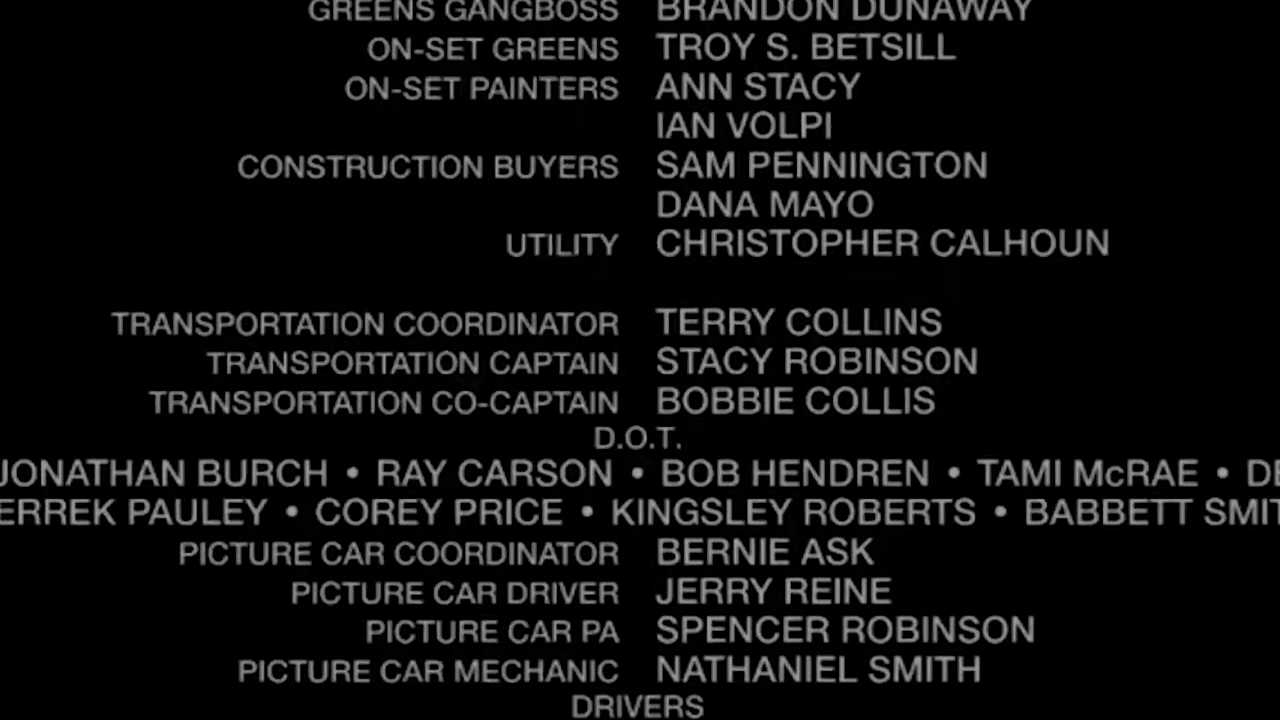 GREENS GANGBOSS BRANDON DUNAWAY
ON-SET GREENS TROY S. BETSILL
ON-SET PAINTERS ANN STACY
IAN VOLPI
CONSTRUCTION BUYERS SAM PENNINGTON
DANA MAYO
UTILITY CHRISTOPHER CALHOUN
TRANSPORTATION COORDINATOR TERRY COLLINS
TRANSPORTATION CAPTAIN STACY ROBINSON
TRANSPORTATION CO-CAPTAIN BOBBIE COLLIS
D.O.T.
JONATHAN BURCH • RAY CARSON • BOB HENDREN • TAMI McRAE •
PAULEY • COREY PRICE • KINGSLEY ROBERTS • BABBETT
PICTURE CAR COORDINATOR BERNIE ASK
PICTURE CAR DRIVER JERRY REINE
PICTURE CAR PA SPENCER ROBINSON
PICTURE CAR MECHANIC NATHANIEL SMITH
DRIVERS